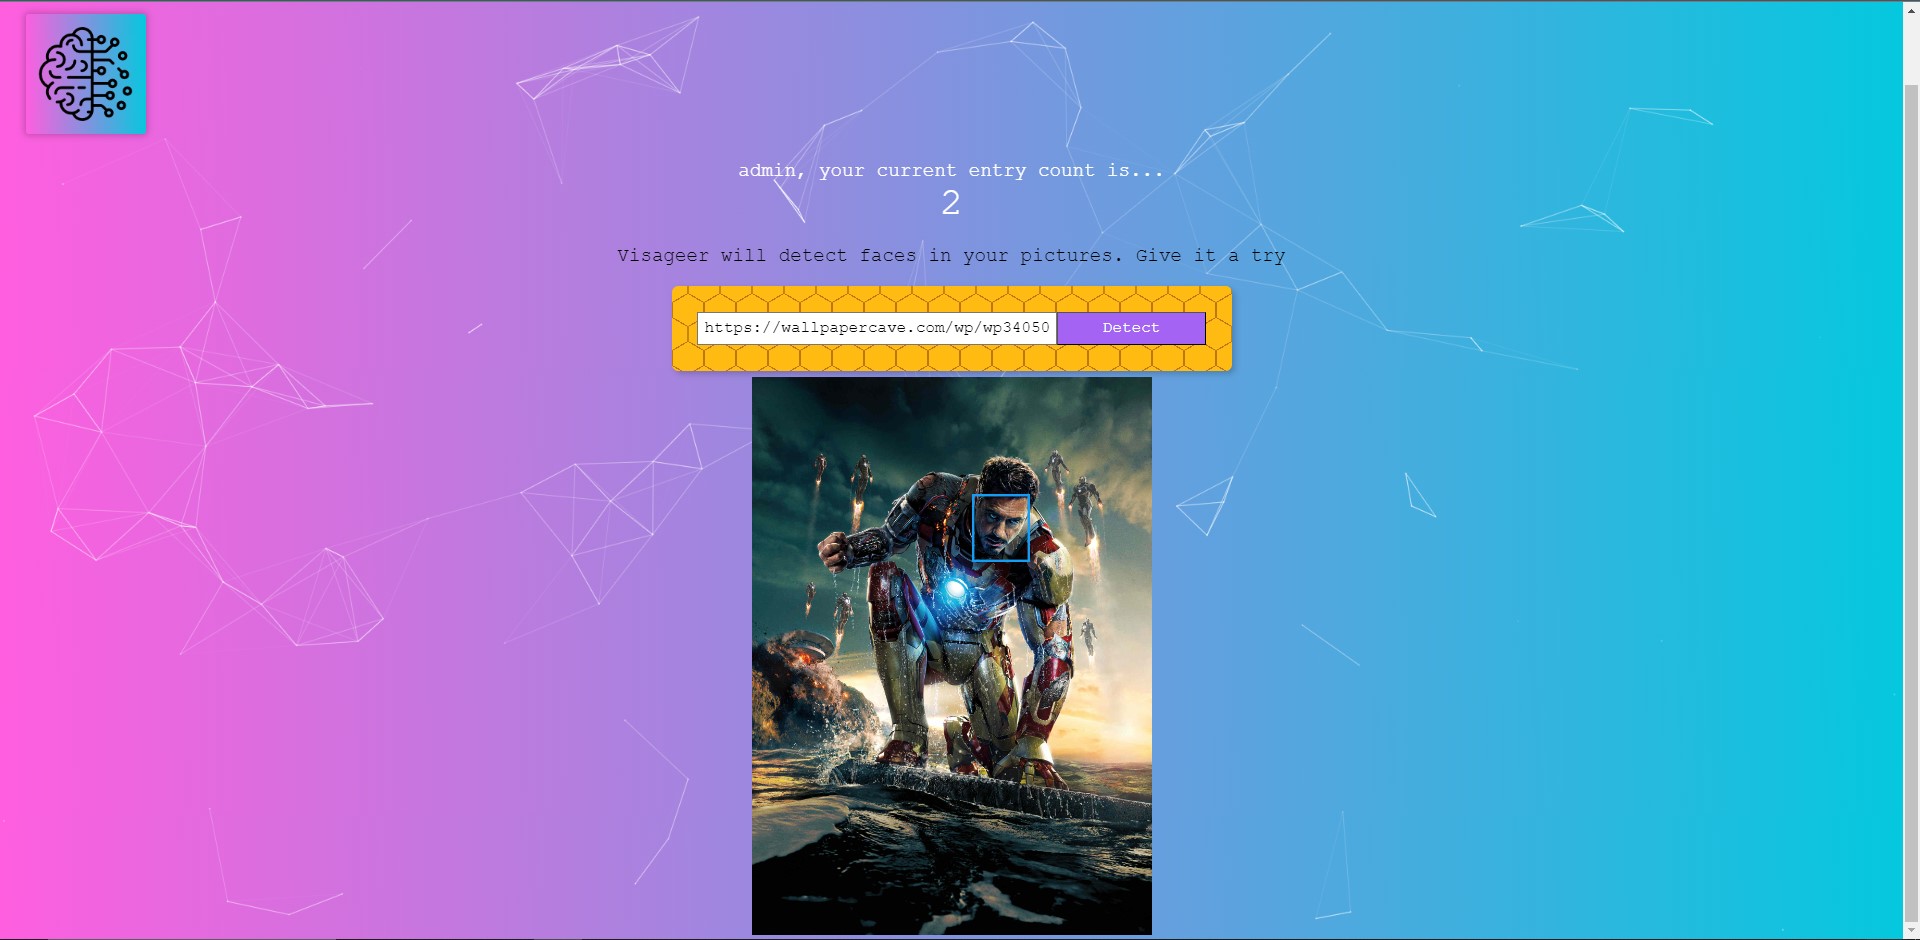 admin, your current entry count is...
2
Visageer will detect faces in your pictures. Give it a try
https://wallpapercave.com/wp/wp34050 Detect